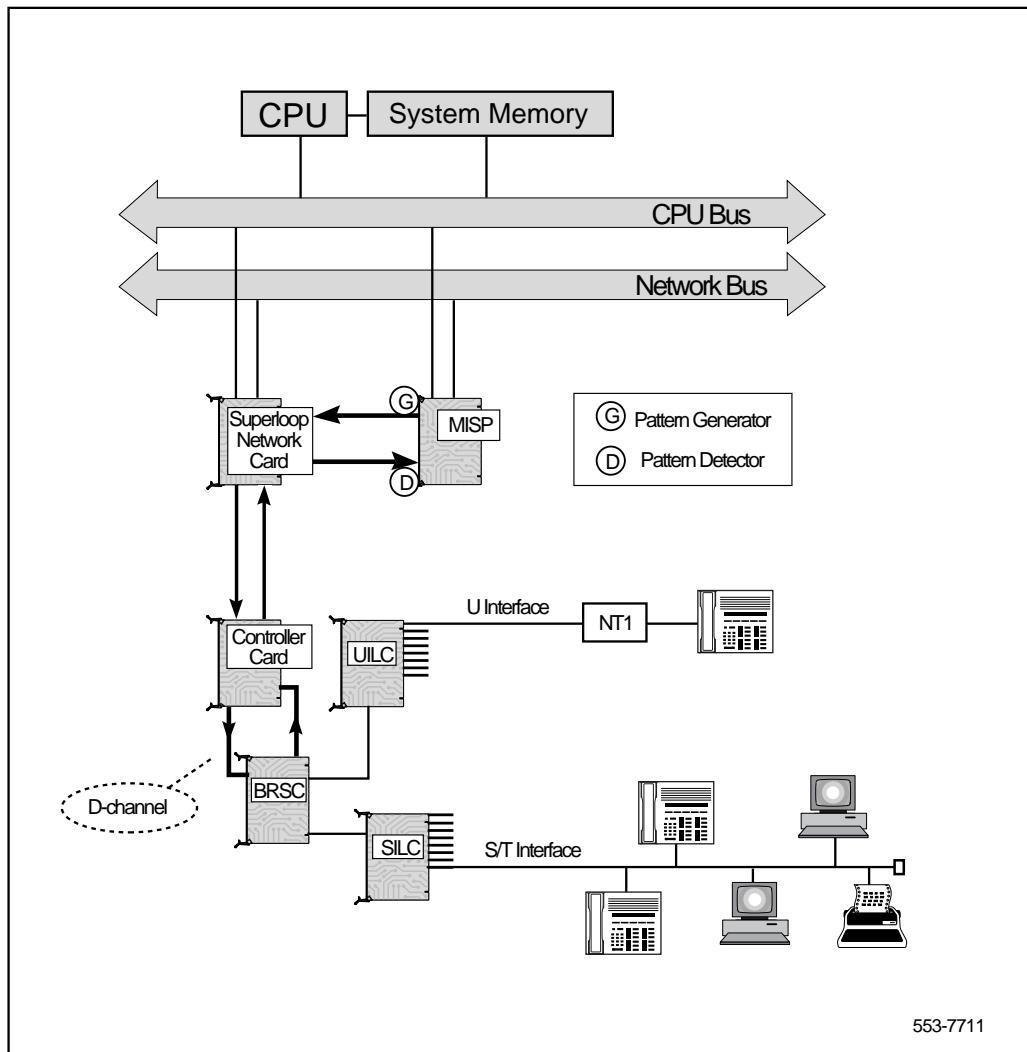 CPU
System Memory
CPU Bus
Network Bus
G
Superloop
Network
Card
MISP
D
G Pattern Generator
D Pattern Detector
U Interface
NT1
Controller
Card
UILC
D-channel
BRSC
SILC
S/T Interface
553-7711